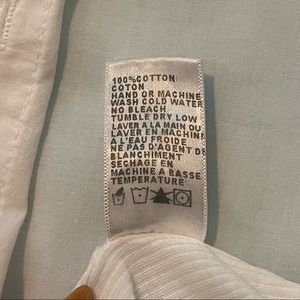 100%COTTON
COTON
HAND OR MACHINE
WASH COLD WATER
NO BLEACH
TUMBLE DRY LOW
LAVER A LA MAIN OU
LAVER EN MACHINE
A L'EAU FROIDE
NE PAS D'AGENT DE
BLANCHIMENT
SECHAGE EN
MACHINE A BASSE
TEMPERATURE